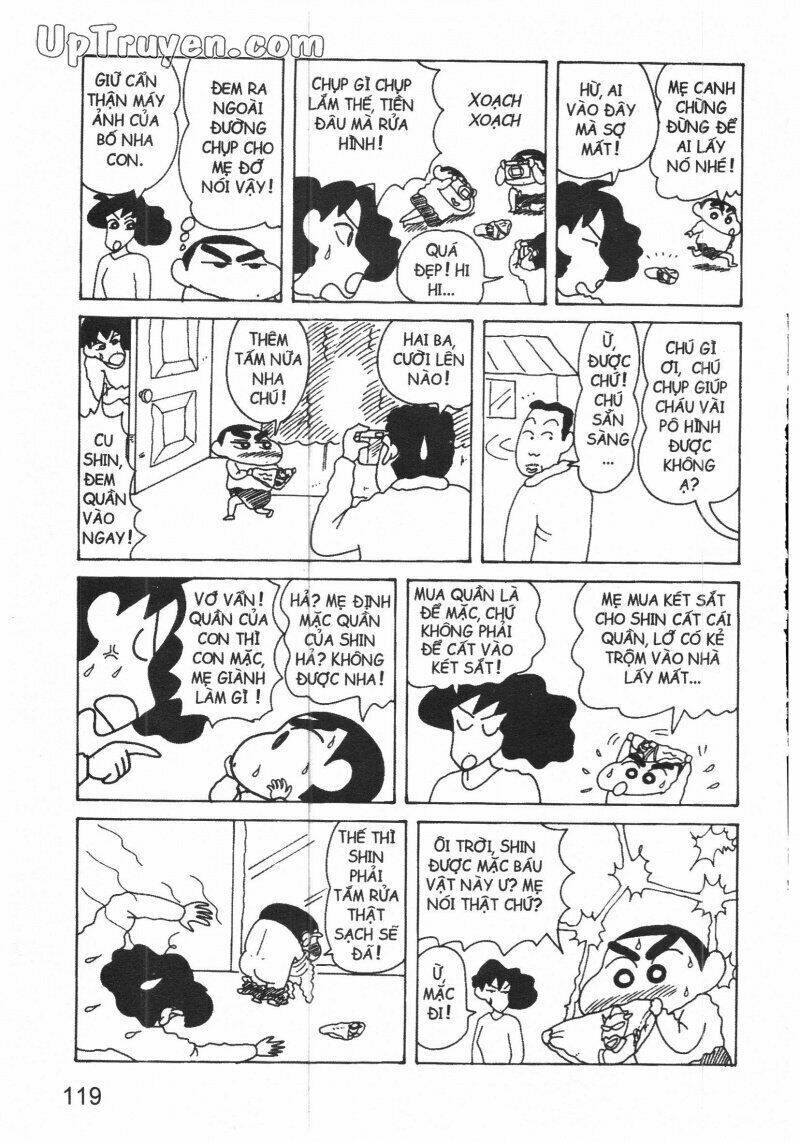 UpTruyen.com
MẸ CANH
CHỪNG
ĐỪNG ĐỂ
AI LẤY
NÓ NHÉ!
HỪ, AI
VÀO ĐÂY
MÀ SỢ
MẤT!
XOẠCH
XOẠCH
CHỤP GÌ CHỤP
LẮM THẾ, TIỀN
ĐÂU MÀ RỬA
HÌNH!
QUÁ
ĐẸP! HI
HI...
ĐEM RA
NGOÀI
ĐƯỜNG
CHỤP CHO
MẸ ĐỠ
NÓI VẬY!
GIỮ CẨN
THẬN MÁY
ẢNH CỦA
BỐ NHA
CON.
CHÚ GÌ
ƠI, CHÚ
CHỤP GIÚP
CHÁU VÀI
PÔ HÌNH
ĐƯỢC
KHÔNG
Ạ?
Ừ,
ĐƯỢC
CHỨ!
CHÚ
SẴN
SÀNG
...
HAI BA,
CƯỜI LÊN
NÀO!
THÊM
TẤM NỮA
NHA
CHÚ!
CU
SHIN,
ĐEM
QUẦN
VÀO
NGAY!
MẸ MUA KÉT SẮT
CHO SHIN CẤT CÁI
QUẦN, LỠ CÓ KẺ
TRỘM VÀO NHÀ
LẤY MẤT...
MUA QUẦN LÀ
ĐỂ MẶC, CHỨ
KHÔNG PHẢI
ĐỂ CẤT VÀO
KÉT SẮT!
HẢ? MẸ ĐỊNH
MẶC QUẦN
CỦA SHIN
HẢ? KHÔNG
ĐƯỢC NHA!
VỚ VẨN!
QUẦN CỦA
CON THÌ
CON MẶC,
MẸ GIÀNH
LÀM GÌ !
ÔI TRỜI, SHIN
ĐƯỢC MẶC BÁU
VẬT NÀY Ư? MẸ
NÓI THẬT CHỨ?
Ừ,
MẶC
ĐI!
THẾ THÌ
SHIN
PHẢI
TẮM RỬA
THẬT
SẠCH SẼ
ĐÃ!
119